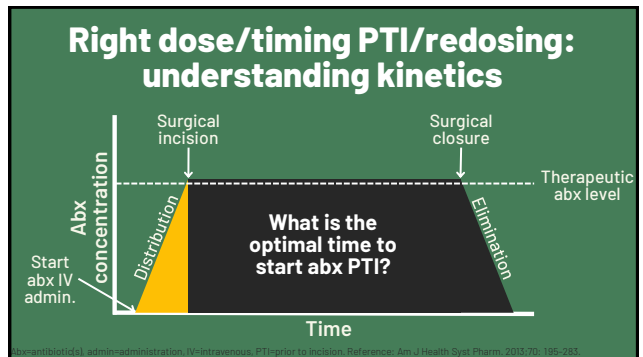 Right dose/timing PTI/redosing:
understanding kinetics
Surgical
incision
Surgical
closure
Therapeutic
abx level
Abx
concentration
Distribution
What is the
optimal time to
start abx PTI?
Elimination
Start
abx IV
admin.
Time
Abx=antibiotic(s), admin=administration, IV=intravenous, PTI=prior to incision. Reference: Am J Health Syst Pharm. 2013;70: 195-283.